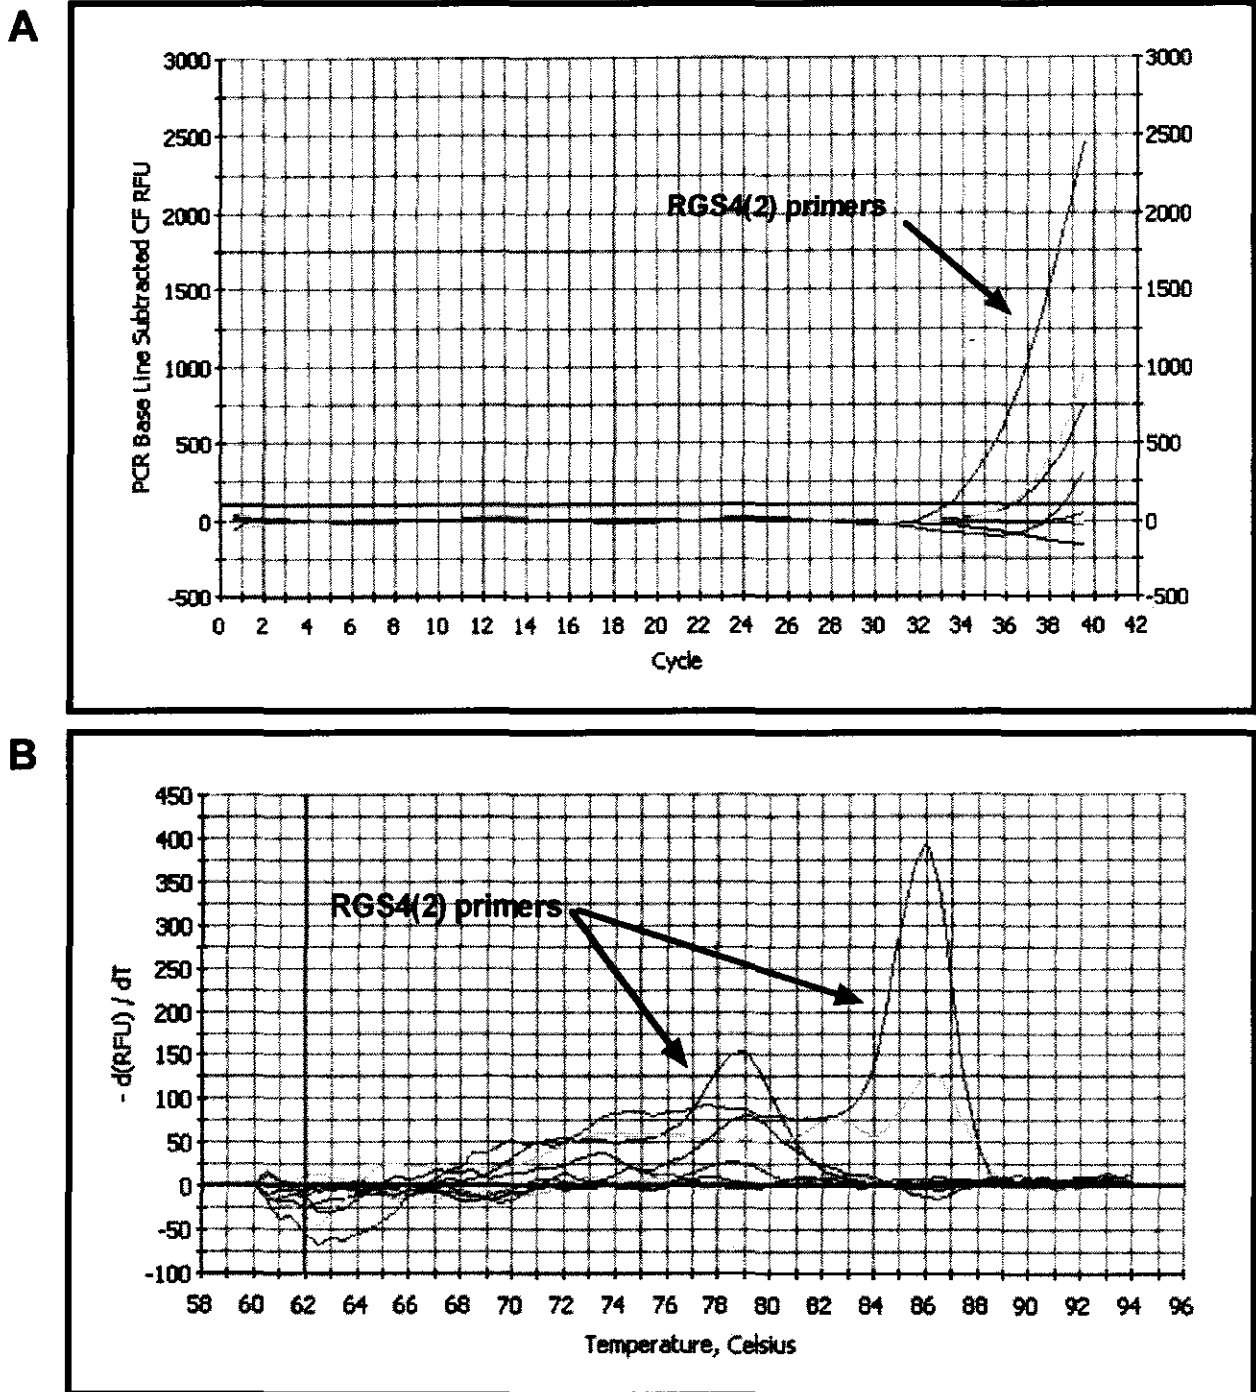 A
3000
2500
2000
1500
1000
500
0
-500
PCR Base Line Subtracted CF RFU
RGS4(2) primers
3000
2500
2000
1500
1000
500
0
-500
0 2 4 6 8 10 12 14 16 18 20 22 24 26 28 30 32 34 36 38 40 42
Cycle
B
450
400
350
300
250
200
150
100
50
0
-50
-100
- d(RFU) / dT
RGS4(2) primers
58 60 62 64 66 68 70 72 74 76 78 80 82 84 86 88 90 92 94 96
Temperature, Celsius